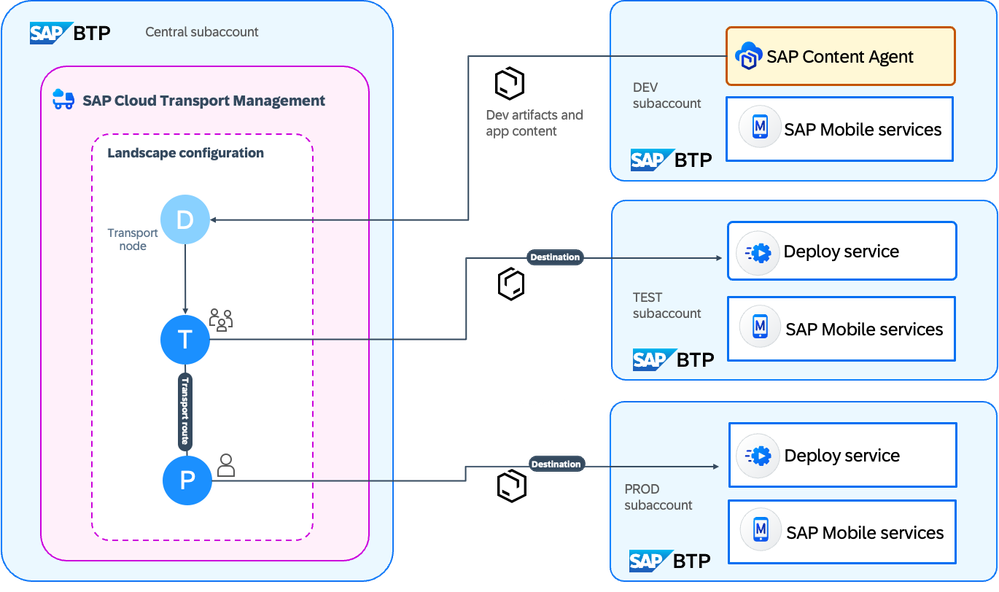 SAP BTP
Central subaccount
SAP Cloud Transport Management
Landscape configuration
D
Transport
node
T
Transport route
P
Dev artifacts and
app content
Destination
Destination
SAP Content Agent
DEV
subaccount
M
SAP Mobile services
SAP BTP
Deploy service
TEST
subaccount
M
SAP Mobile services
SAP BTP
Deploy service
PROD
subaccount
M
SAP Mobile services
SAP BTP